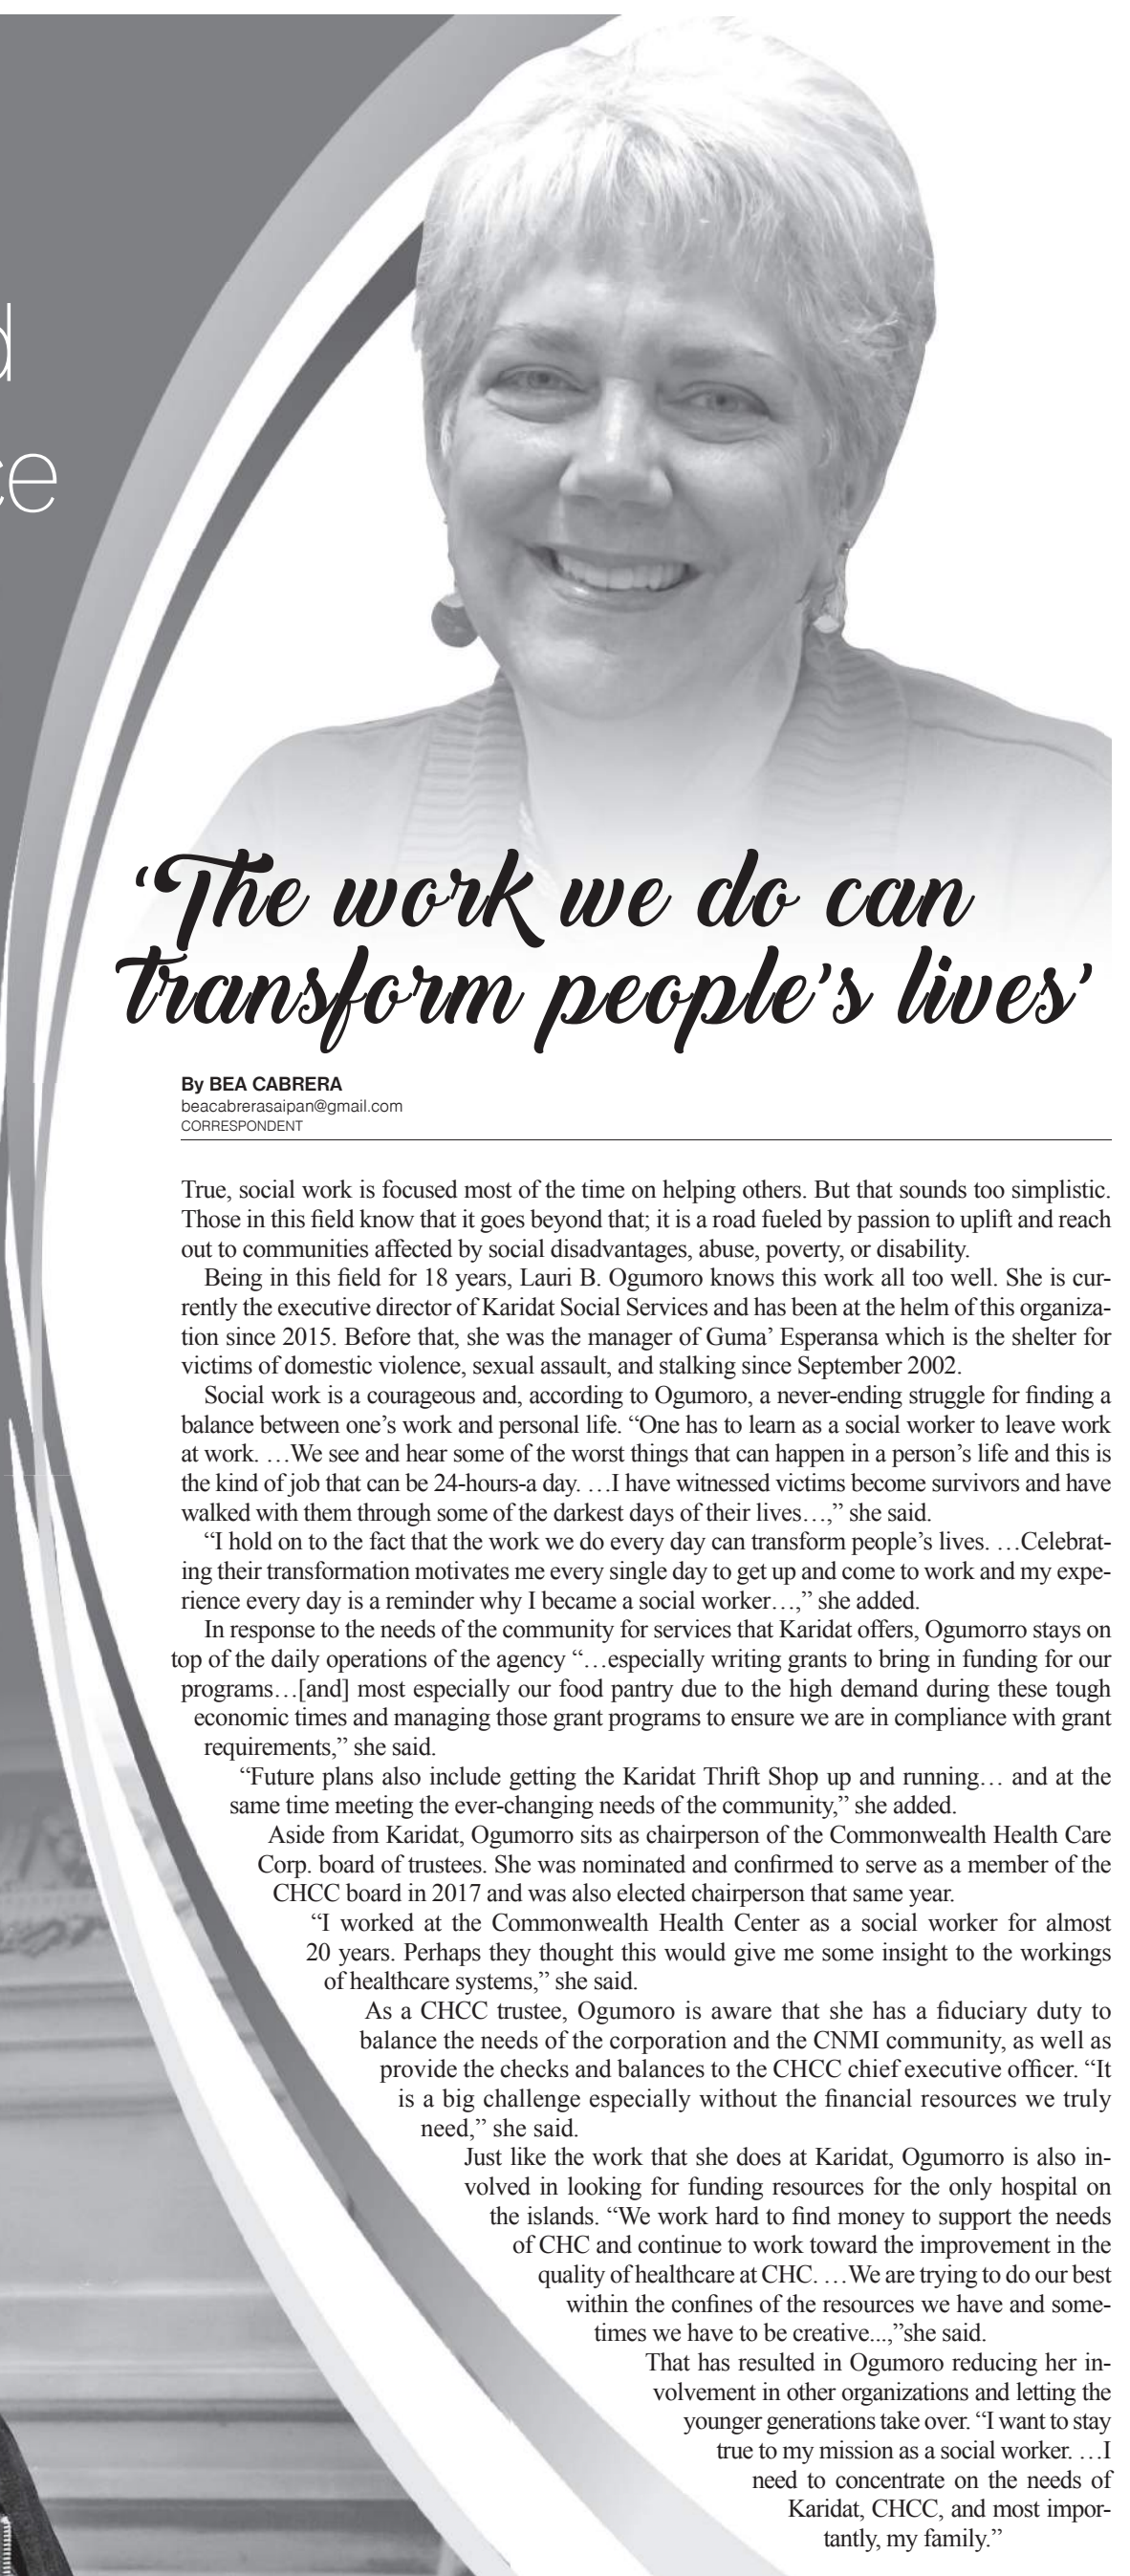 d
ce
‘The work we do can
transform people’s lives’
By BEA CABRERA
beacabrerasaipan@gmail.com
CORRESPONDENT
True, social work is focused most of the time on helping others. But that sounds too simplistic.
Those in this field know that it goes beyond that; it is a road fueled by passion to uplift and reach
out to communities affected by social disadvantages, abuse, poverty, or disability.
Being in this field for 18 years, Lauri B. Ogumoro knows this work all too well. She is cur-
rently the executive director of Karidat Social Services and has been at the helm of this organiza-
tion since 2015. Before that, she was the manager of Guma’ Esperansa which is the shelter for
victims of domestic violence, sexual assault, and stalking since September 2002.
Social work is a courageous and, according to Ogumoro, a never-ending struggle for finding a
balance between one’s work and personal life. “One has to learn as a social worker to leave work
at work. …We see and hear some of the worst things that can happen in a person’s life and this is
the kind of job that can be 24-hours-a day. …I have witnessed victims become survivors and have
walked with them through some of the darkest days of their lives…,” she said.
“I hold on to the fact that the work we do every day can transform people’s lives. …Celebrat-
ing their transformation motivates me every single day to get up and come to work and my expe-
rience every day is a reminder why I became a social worker…,” she added.
In response to the needs of the community for services that Karidat offers, Ogumorro stays on
top of the daily operations of the agency “…especially writing grants to bring in funding for our
programs…[and] most especially our food pantry due to the high demand during these tough
economic times and managing those grant programs to ensure we are in compliance with grant
requirements,” she said.
“Future plans also include getting the Karidat Thrift Shop up and running… and at the
same time meeting the ever-changing needs of the community,” she added.
Aside from Karidat, Ogumorro sits as chairperson of the Commonwealth Health Care
Corp. board of trustees. She was nominated and confirmed to serve as a member of the
CHCC board in 2017 and was also elected chairperson that same year.
“I worked at the Commonwealth Health Center as a social worker for almost
20 years. Perhaps they thought this would give me some insight to the workings
of healthcare systems,” she said.
As a CHCC trustee, Ogumoro is aware that she has a fiduciary duty to
balance the needs of the corporation and the CNMI community, as well as
provide the checks and balances to the CHCC chief executive officer. “It
is a big challenge especially without the financial resources we truly
need,” she said.
Just like the work that she does at Karidat, Ogumorro is also in-
volved in looking for funding resources for the only hospital on
the islands. “We work hard to find money to support the needs
of CHC and continue to work toward the improvement in the
quality of healthcare at CHC. …We are trying to do our best
within the confines of the resources we have and some-
times we have to be creative...,”she said.
That has resulted in Ogumoro reducing her in-
volvement in other organizations and letting the
younger generations take over. “I want to stay
true to my mission as a social worker. …I
need to concentrate on the needs of
Karidat, CHCC, and most impor-
tantly, my family.”